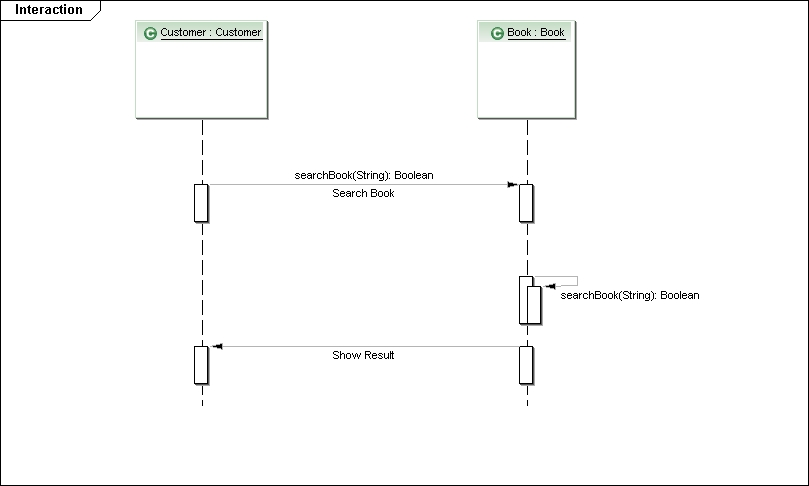 Interaction
Customer : Customer
Book : Book
searchBook(String): Boolean
Search Book
searchBook(String): Boolean
Show Result